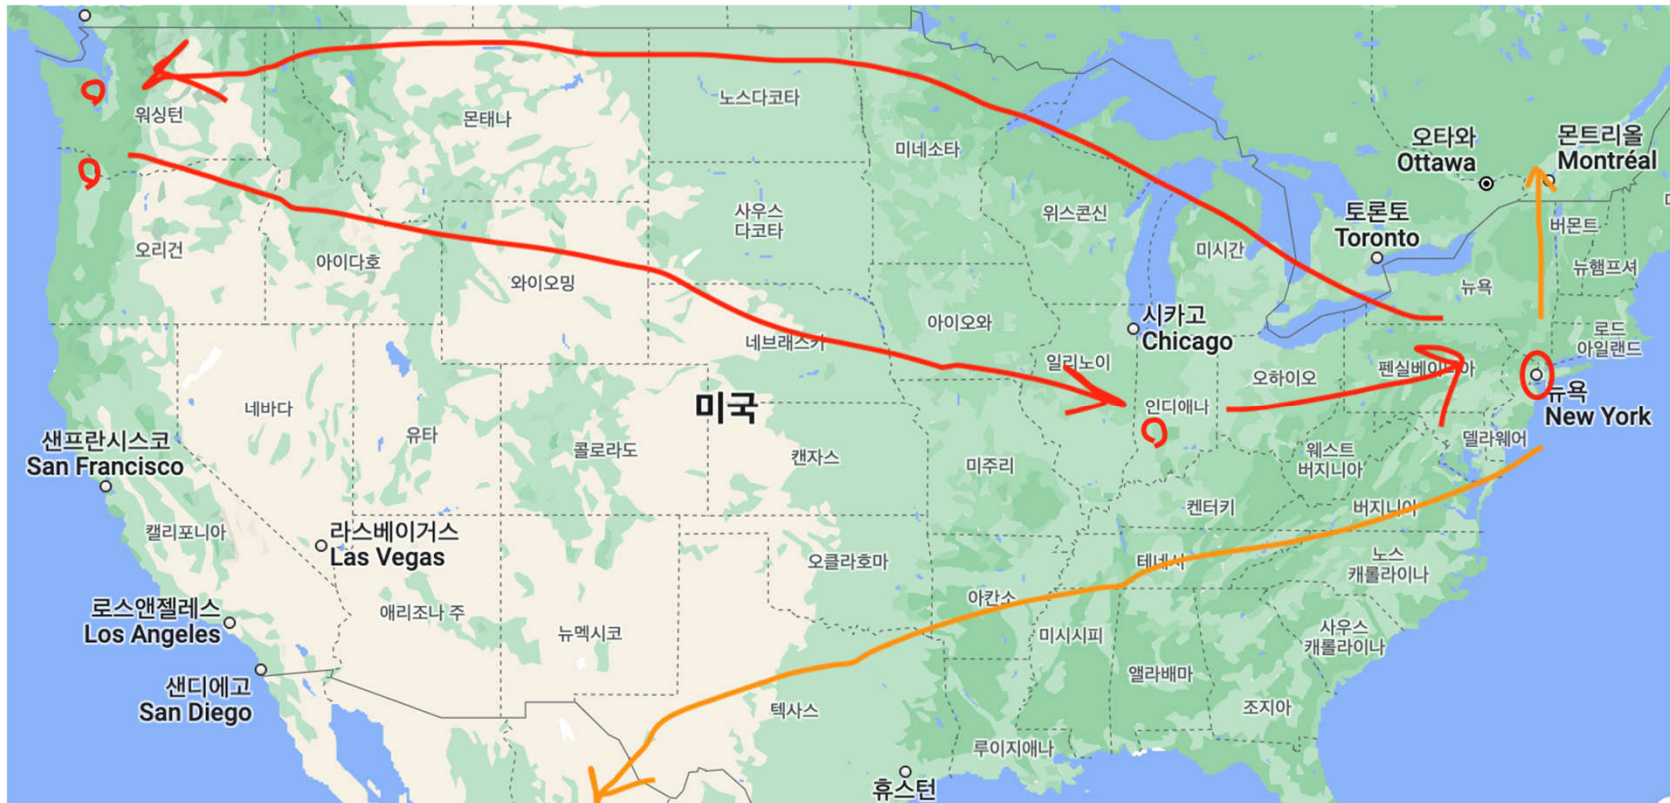 워싱턴
몬태나
노스다코타
미네소타
오타와
Ottawa
몬트리올
Montréal
오리건
아이다호
와이오밍
사우스
다코타
위스콘신
미시간
토론토
Toronto
뉴욕
버몬트
뉴햄프셔
네브래스카
아이오와
일리노이
시카고
Chicago
인디애나
오하이오
펜실베이니아
로드
아일랜드
뉴욕
New York
네바다
유타
콜로라도
미국
캔자스
미주리
켄터키
웨스트
버지니아
버지니아
델라웨어
샌프란시스코
San Francisco
캘리포니아
라스베이거스
Las Vegas
오클라호마
아칸소
테네시
노스
캐롤라이나
로스앤젤레스
Los Angeles
애리조나 주
뉴멕시코
미시시피
앨라배마
사우스
캐롤라이나
샌디에고
San Diego
텍사스
루이지애나
조지아
휴스턴